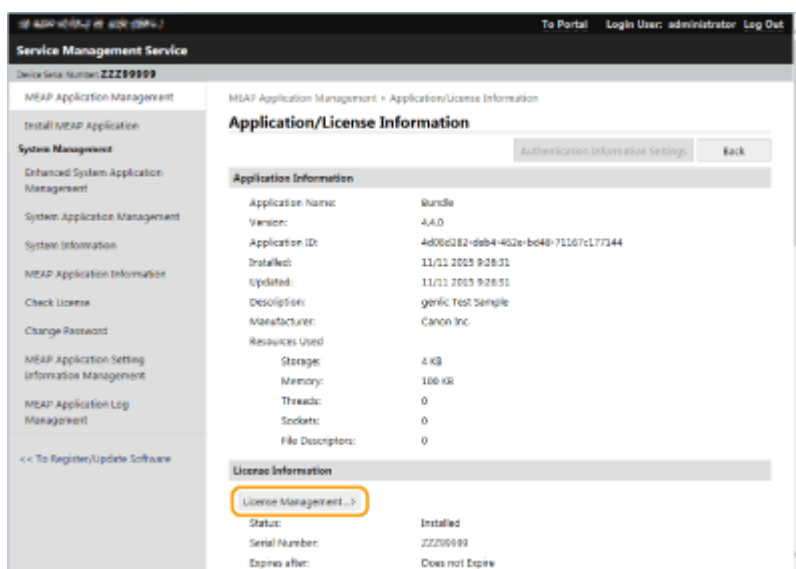 To Portal Login User: administrator Log Out
Service Management Service
Device Serial Number: ZZZ99999
MEAP Application Management
Install MEAP Application
System Management
Enhanced System Application
Management
System Application Management
System Information
MEAP Application Information
Check License
Change Password
MEAP Application Setting
Information Management
MEAP Application Log
Management
<< To Register/Update Software
MEAP Application Management > Application/License Information
Application/License Information
Authentication Information Settings
Back
Application Information
Application Name: Bundle
Version: 4.4.0
Application ID:
Installed: 11/11 2015 9:28:31
Updated: 11/11 2015 9:28:31
Description: genlic Test Sample
Manufacturer: Canon Inc.
Resources Used
Storage: 4 KB
Memory: 100 KB
Threads: 0
Sockets: 0
File Descriptors: 0
License Information
License Management...>
Status: Installed
Serial Number: ZZZ99999
Expires after: Does not Expire